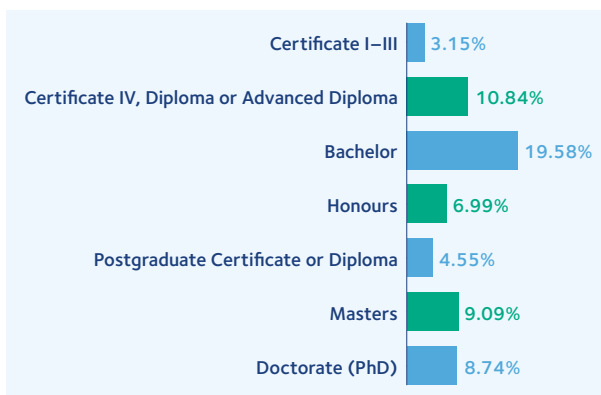 Certificate I–III 3.15%
Certificate IV, Diploma or Advanced Diploma 10.84%
Bachelor 19.58%
Honours 6.99%
Postgraduate Certificate or Diploma 4.55%
Masters 9.09%
Doctorate (PhD) 8.74%